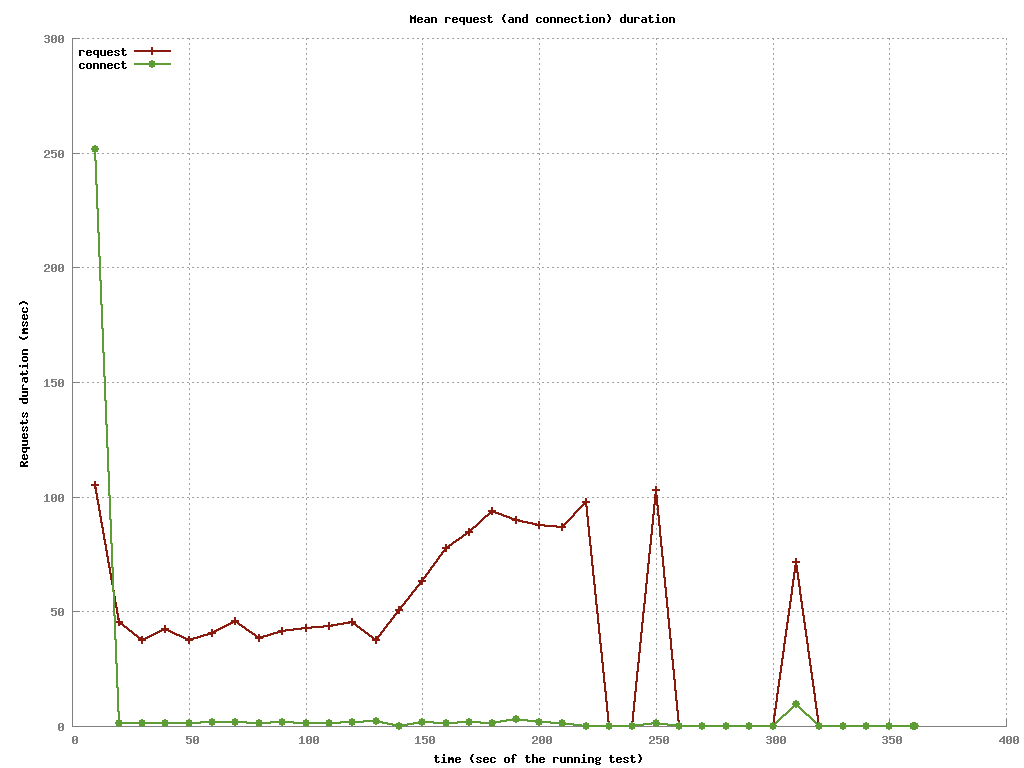 Mean request (and connection) duration
request
connect
300
250
200
150
100
50
0
Requests duration (msec)
0 50 100 150 200 250 300 350 400
time (sec of the running test)